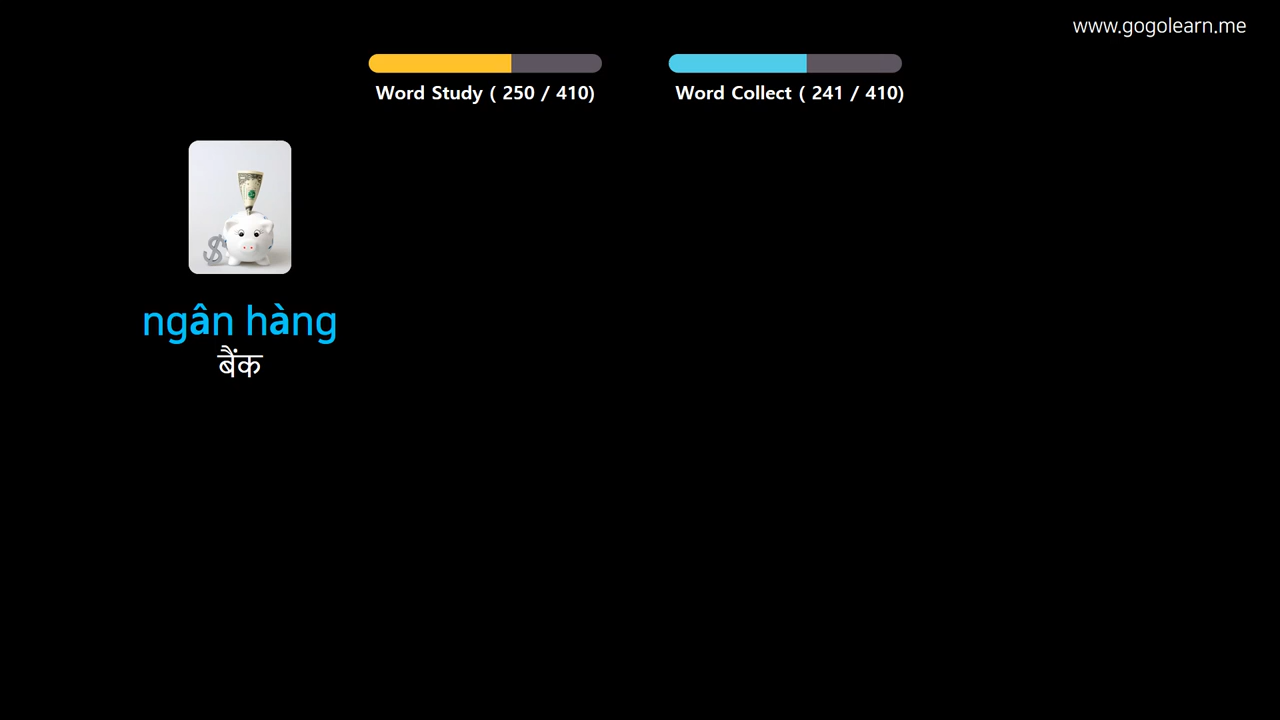 www.gogolearn.me
Word Study ( 250 / 410)
Word Collect ( 241 / 410)
ngân hàng
बैंक